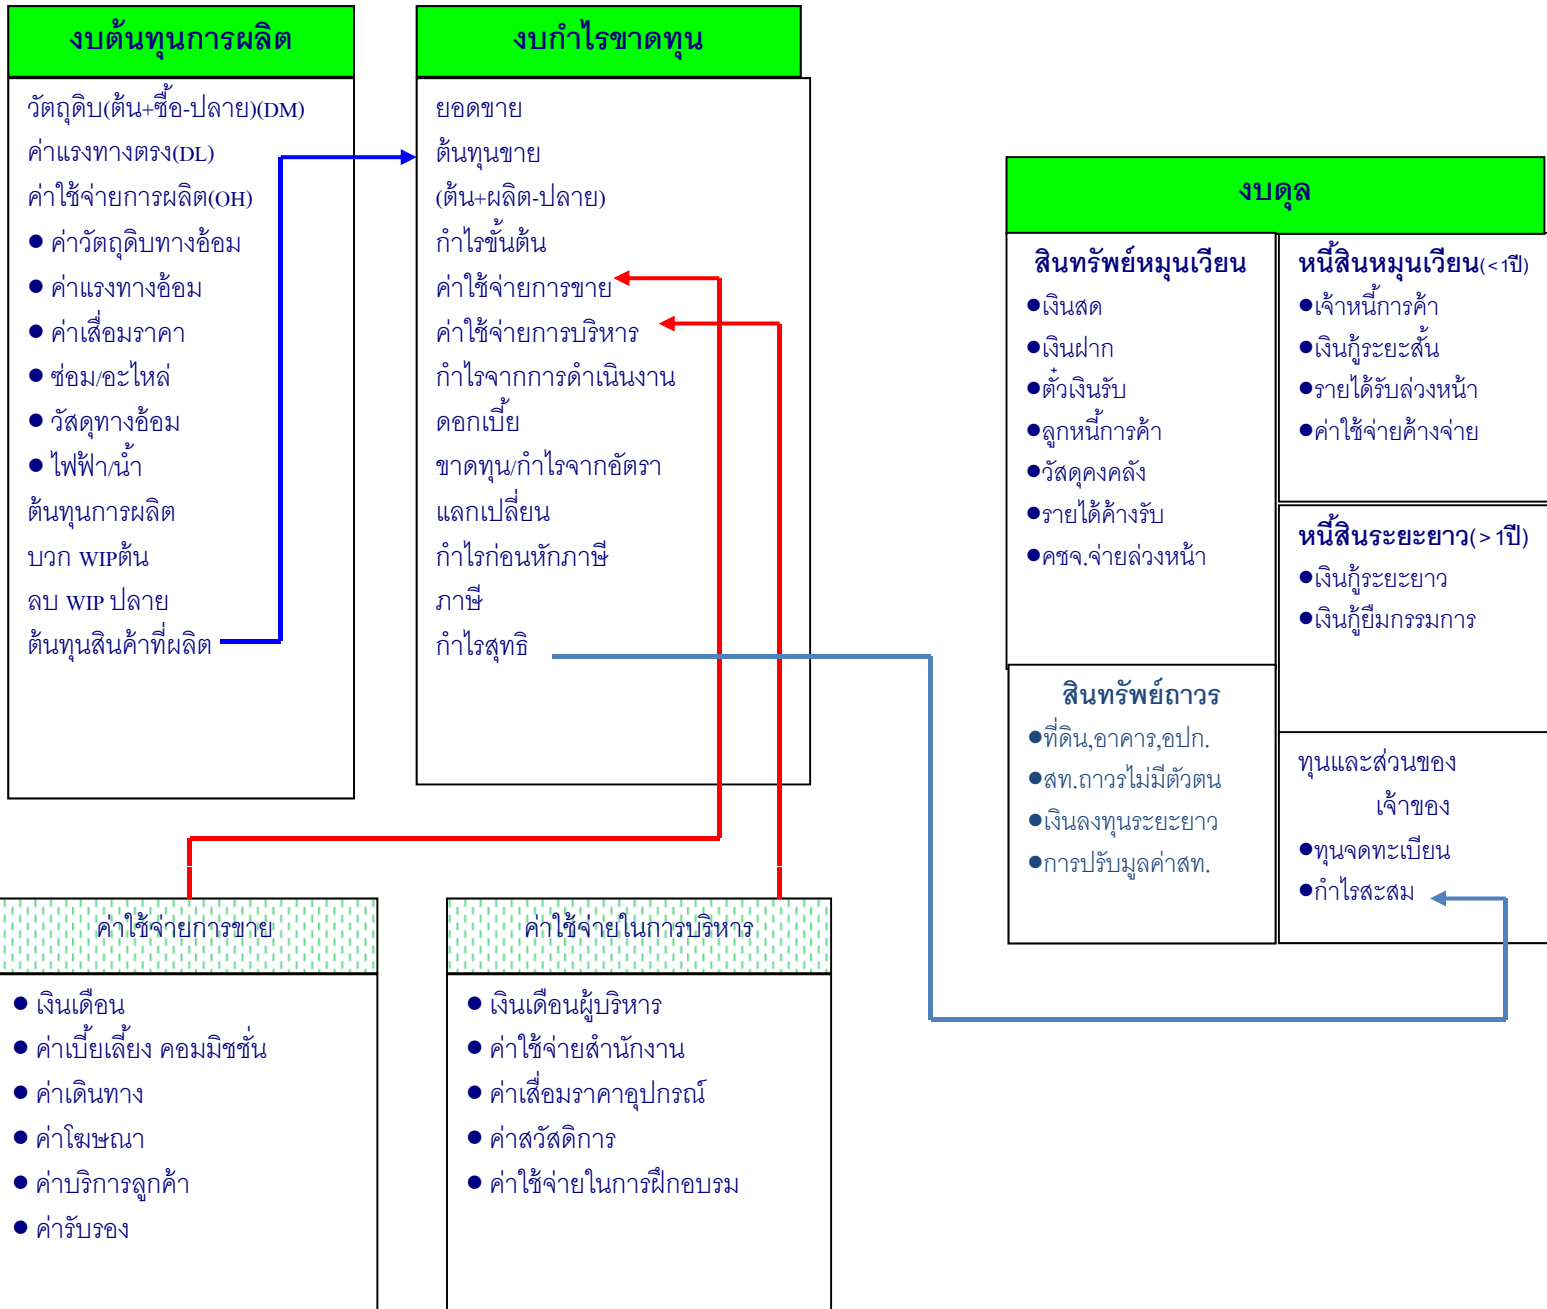 งบต้นทุนการผลิต
วัตถุดิบ(ต้น+ซื้อ-ปลาย)(DM)
ค่าแรงทางตรง(DL)
ค่าใช้จ่ายการผลิต(OH)
● ค่าวัตถุดิบทางอ้อม
● ค่าแรงทางอ้อม
● ค่าเสื่อมราคา
● ซ่อม/อะไหล่
● วัสดุทางอ้อม
● ไฟฟ้า/น้ำ
ต้นทุนการผลิต
บวก WIPต้น
ลบ WIP ปลาย
ต้นทุนสินค้าที่ผลิต
งบกำไรขาดทุน
ยอดขาย
ต้นทุนขาย
(ต้น+ผลิต-ปลาย)
กำไรขั้นต้น
ค่าใช้จ่ายการขาย
ค่าใช้จ่ายการบริหาร
กำไรจากการดำเนินงาน
ดอกเบี้ย
ขาดทุน/กำไรจากอัตรา
แลกเปลี่ยน
กำไรก่อนหักภาษี
ภาษี
กำไรสุทธิ
งบดุล
สินทรัพย์หมุนเวียน
●เงินสด
●เงินฝาก
●ตั๋วเงินรับ
●ลูกหนี้การค้า
●วัสดุคงคลัง
●รายได้ค้างรับ
●คชจ.จ่ายล่วงหน้า
สินทรัพย์ถาวร
●ที่ดิน,อาคาร,อปก.
●สท.ถาวรไม่มีตัวตน
●เงินลงทุนระยะยาว
●การปรับมูลค่าสท.
หนี้สินหมุนเวียน(<1ปี)
●เจ้าหนี้การค้า
●เงินกู้ระยะสั้น
●รายได้รับล่วงหน้า
●ค่าใช้จ่ายค้างจ่าย
หนี้สินระยะยาว(>1ปี)
●เงินกู้ระยะยาว
●เงินกู้ยืมกรรมการ
ทุนและส่วนของ
เจ้าของ
●ทุนจดทะเบียน
●กำไรสะสม
ค่าใช้จ่ายการขาย
● เงินเดือน
● ค่าเบี้ยเลี้ยง คอมมิชชั่น
● ค่าเดินทาง
● ค่าโฆษณา
● ค่าบริการลูกค้า
● ค่ารับรอง
ค่าใช้จ่ายในการบริหาร
● เงินเดือนผู้บริหาร
● ค่าใช้จ่ายสำนักงาน
● ค่าเสื่อมราคาอุปกรณ์
● ค่าสวัสดิการ
● ค่าใช้จ่ายในการฝึกอบรม